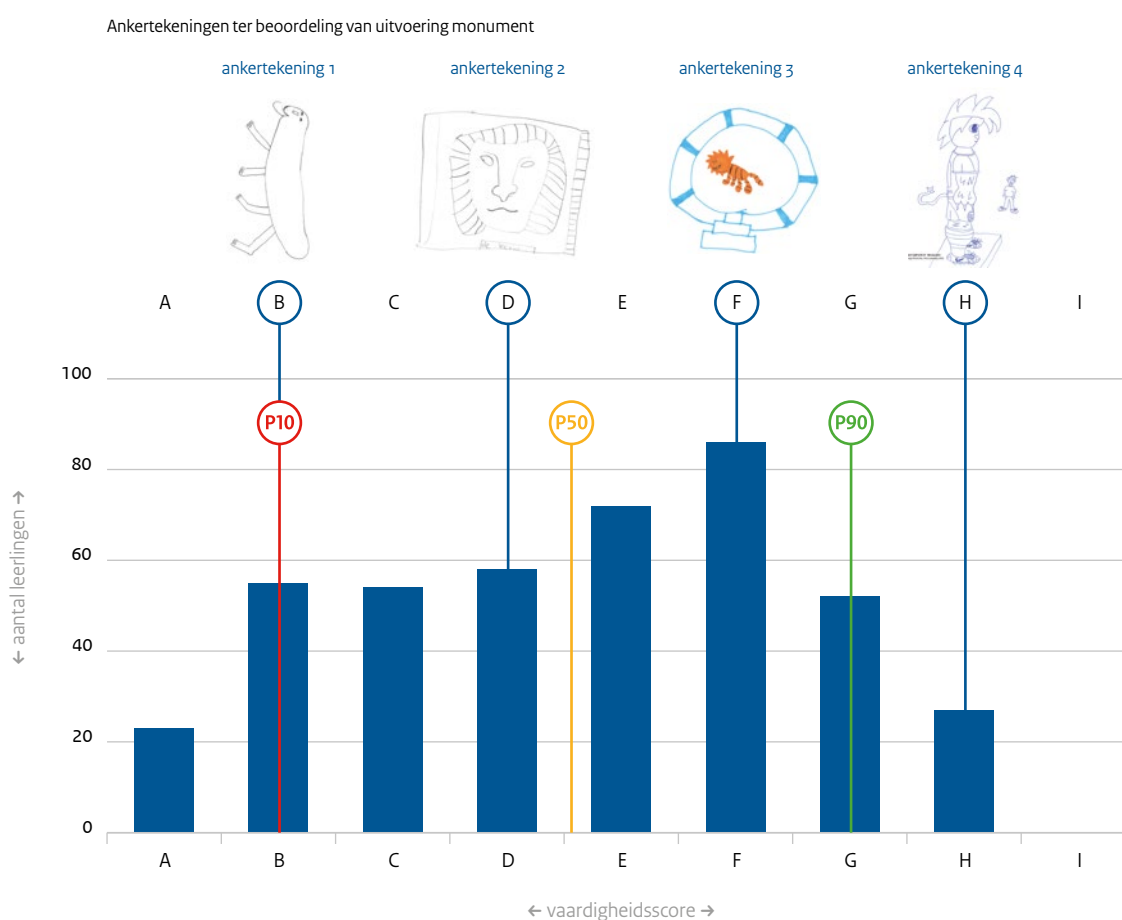 Ankertekeningen ter beoordeling van uitvoering monument
ankertekening 1 ankertekening 2 ankertekening 3 ankertekening 4
A B C D E F G H I
100
P10 P50 P90
80
60
40
20
0
← aantal leerlingen →
A B C D E F G H I
← vaardigheidsscore →